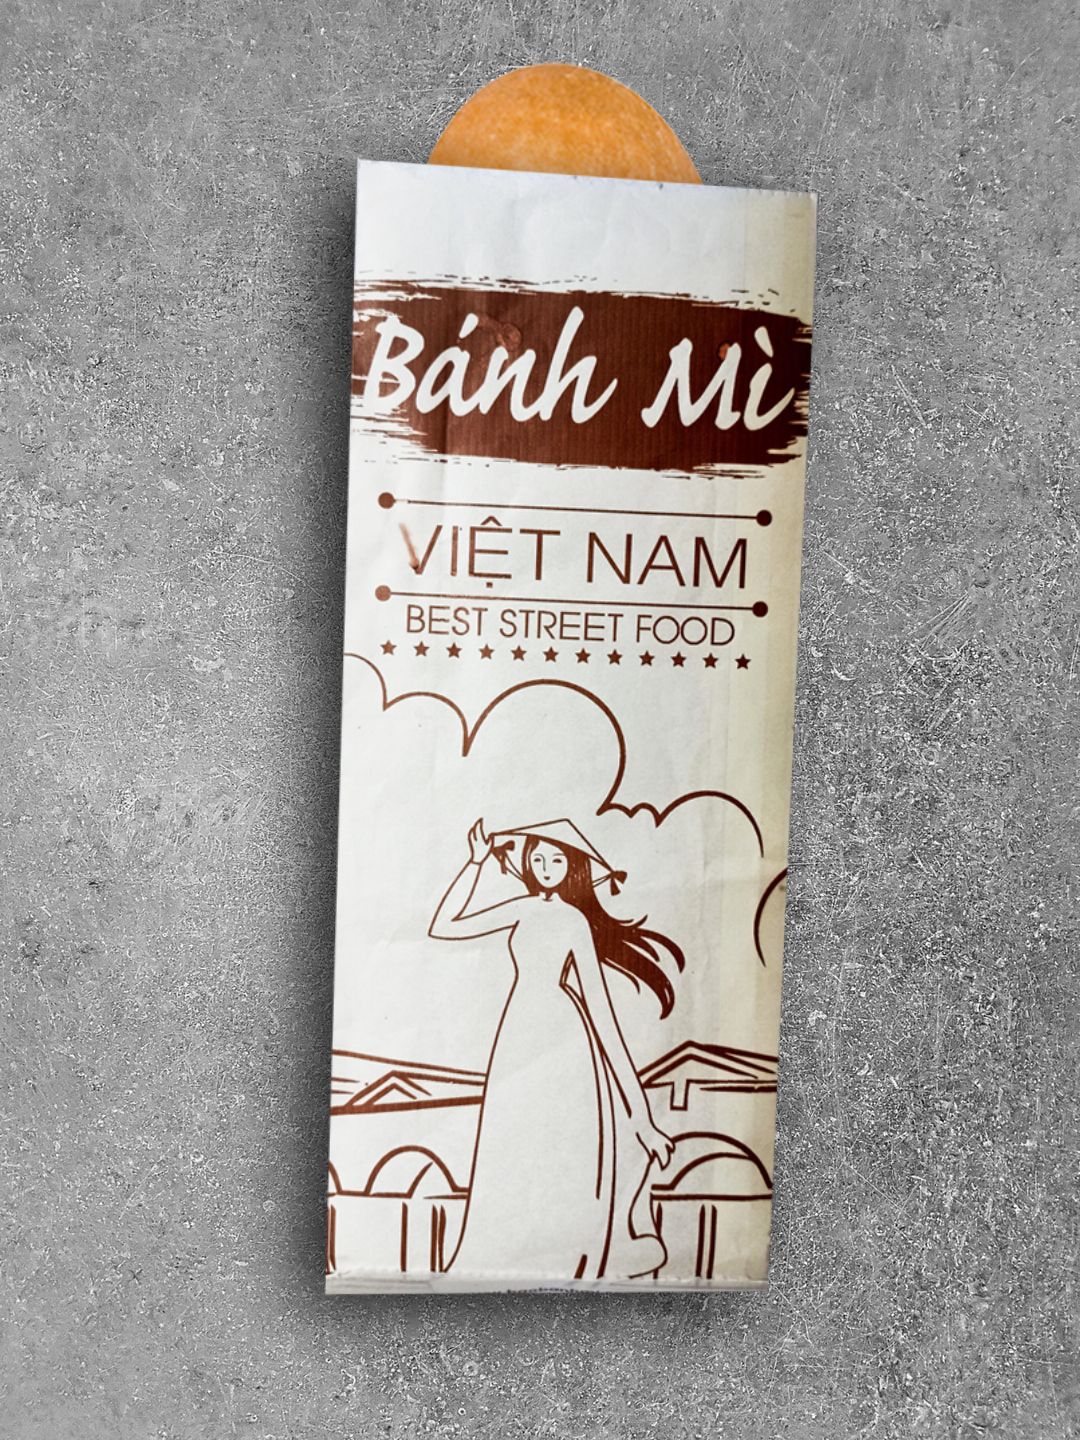 Bánh Mì
VIỆT NAM
BEST STREET FOOD